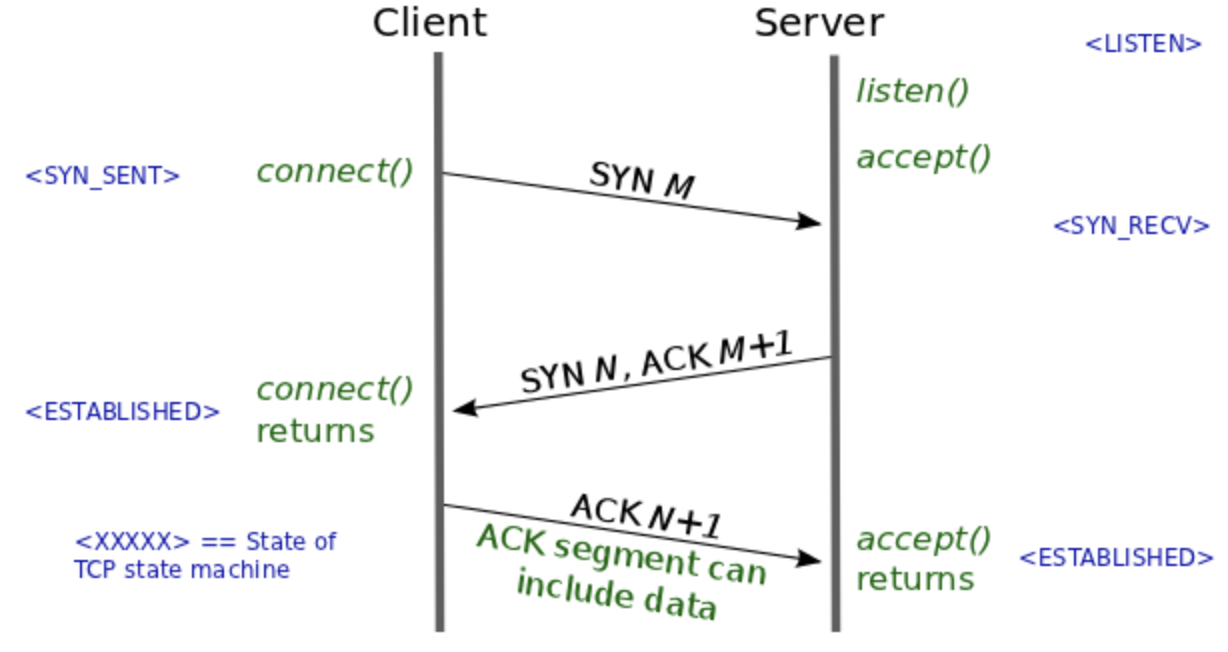 Client
Server
<LISTEN>
listen()
accept()
<SYN_SENT>
connect()
SYN M
<SYN_RECV>
SYN N, ACK M+1
<ESTABLISHED>
connect()
returns
ACK N+1
ACK segment can
include data
accept()
returns
<ESTABLISHED>
<XXXXX> == State of
TCP state machine